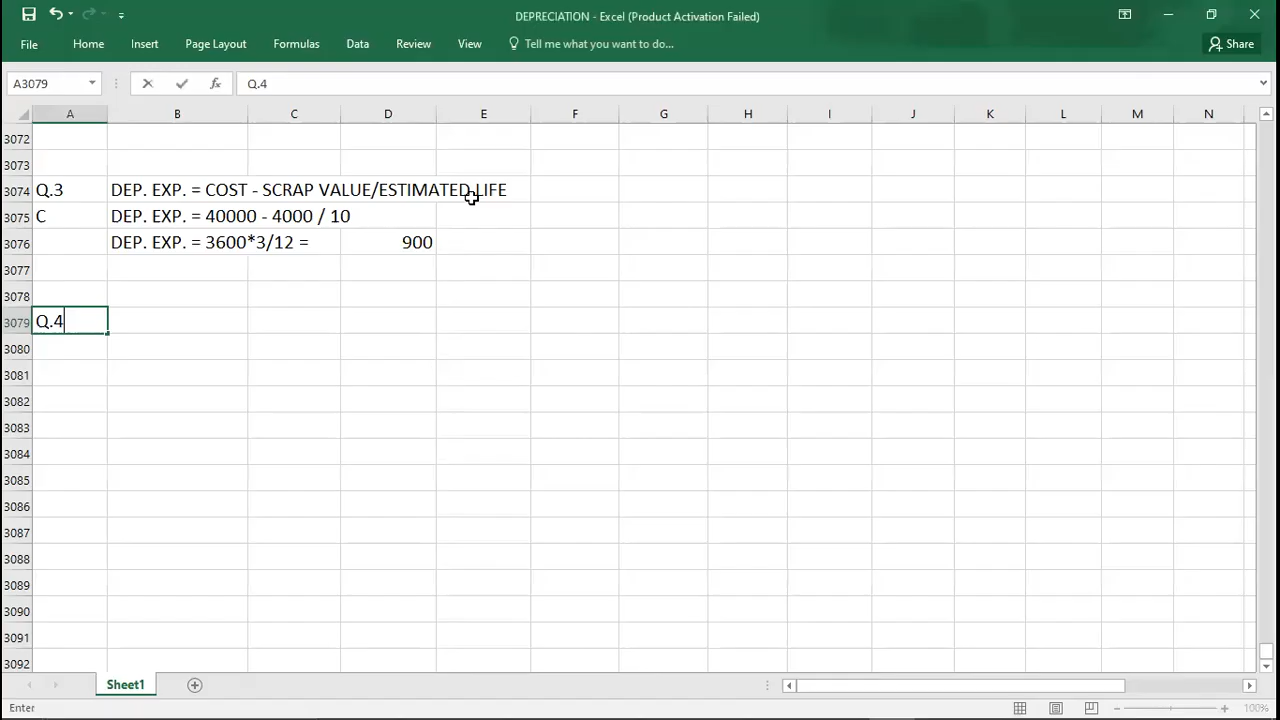 DEPRECIATION - Excel (Product Activation Failed)
File Home Insert Page Layout Formulas Data Review View Tell me what you want to do... Share
A3079 fx Q.4
A B C D E F G H I J K L M N
3072
3073
3074 Q.3 DEP. EXP. = COST - SCRAP VALUE/ESTIMATED LIFE
3075 C DEP. EXP. = 40000 - 4000 / 10
3076 DEP. EXP. = 3600*3/12 = 900
3077
3078
3079 Q.4
3080
3081
3082
3083
3084
3085
3086
3087
3088
3089
3090
3091
3092
Sheet1
Enter 100%